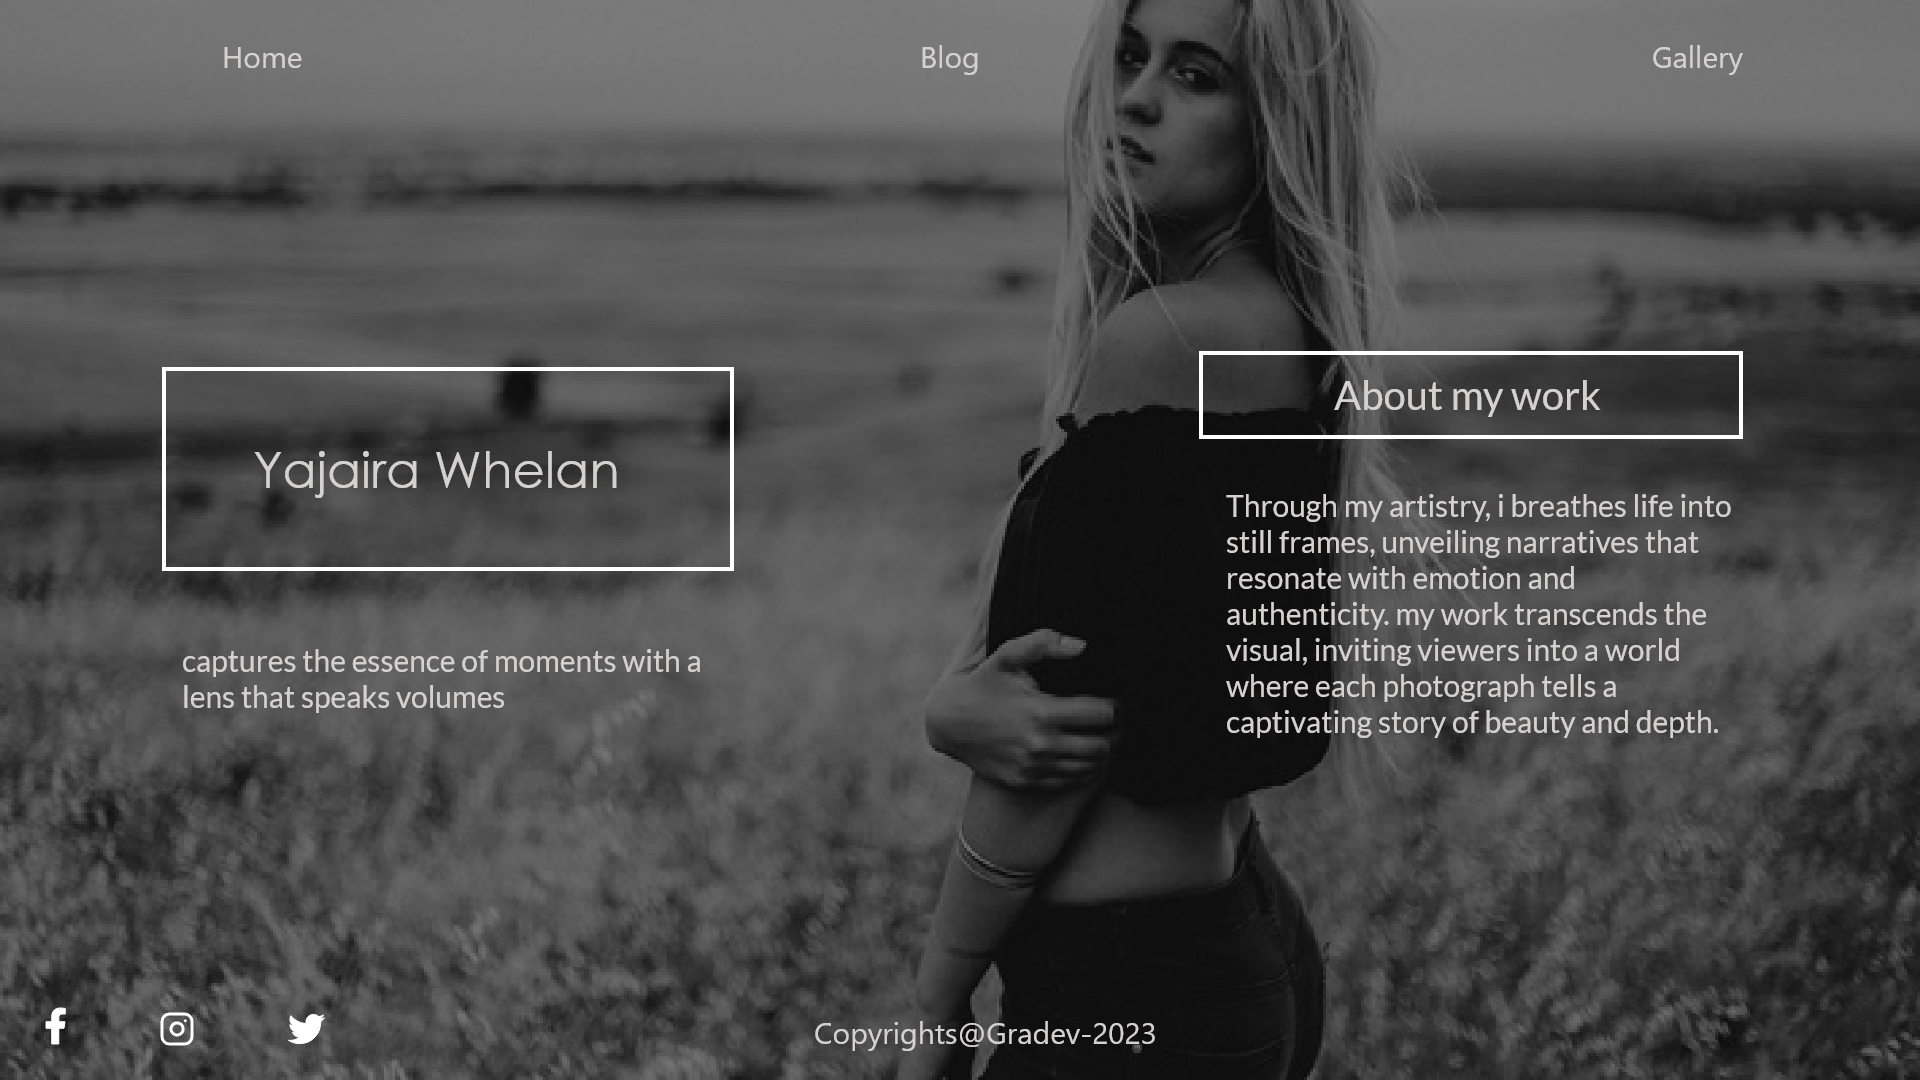 Home
Blog
Gallery
Yajaira Whelan
captures the essence of moments with a
lens that speaks volumes
About my work
Through my artistry, i breathes life into
still frames, unveiling narratives that
resonate with emotion and
authenticity. my work transcends the
visual, inviting viewers into a world
where each photograph tells a
captivating story of beauty and depth.
Copyrights@Gradev-2023